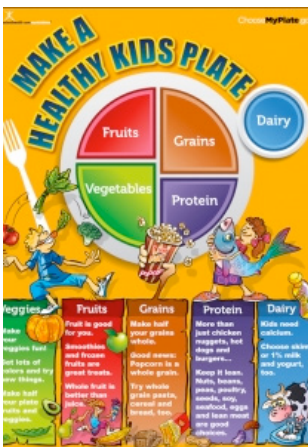 ChooseMyPlate.go
MAKE A
HEALTHY KIDS PLATE
Fruits
Grains
Dairy
Vegetables
Protein
Veggies
Make
your
veggies fun!
Get lots of
colors and try
new things.
Make half
your plate
fruits and
veggies.
Fruits
Fruit is good
for you.
Smoothies
and frozen
fruits are
great treats.
Whole fruit is
better than
juice.
Grains
Make half
your grains
whole.
Good news:
Popcorn is a
whole grain.
Try whole
grain pasta,
cereal and
bread, too.
Protein
More than
just chicken
nuggets, hot
dogs and
burgers...
Keep it lean.
Nuts, beans,
peas, poultry,
seeds, soy,
seafood, eggs
and lean meat
are good
choices.
Dairy
Kids need
calcium.
Choose skim
or 1% milk
and yogurt,
too.